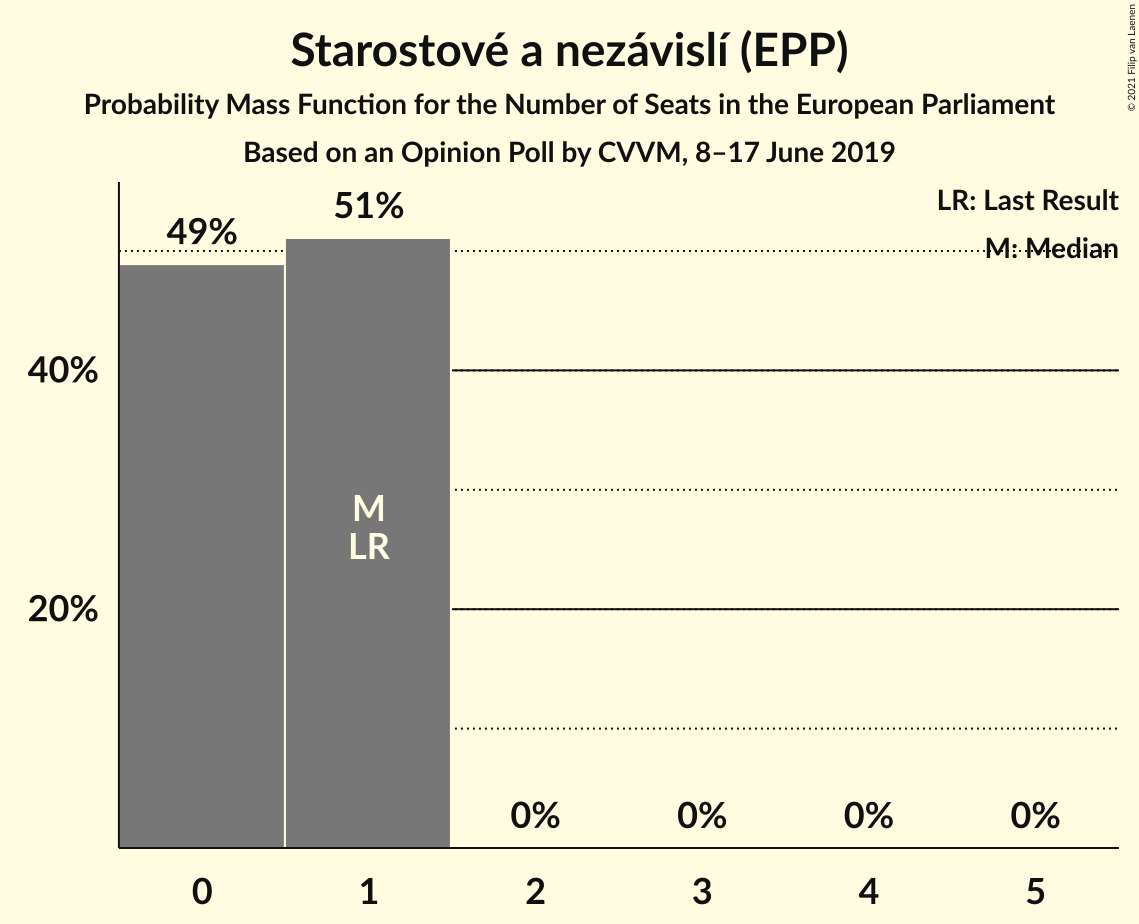 Starostové a nezávislí (EPP)
Probability Mass Function for the Number of Seats in the European Parliament
Based on an Opinion Poll by CVVM, 8–17 June 2019
© 2021 Filip van Laenen
LR: Last Result
M: Median
49%
51%
40%
20%
M
LR
0%
0%
0%
0%
0
1
2
3
4
5